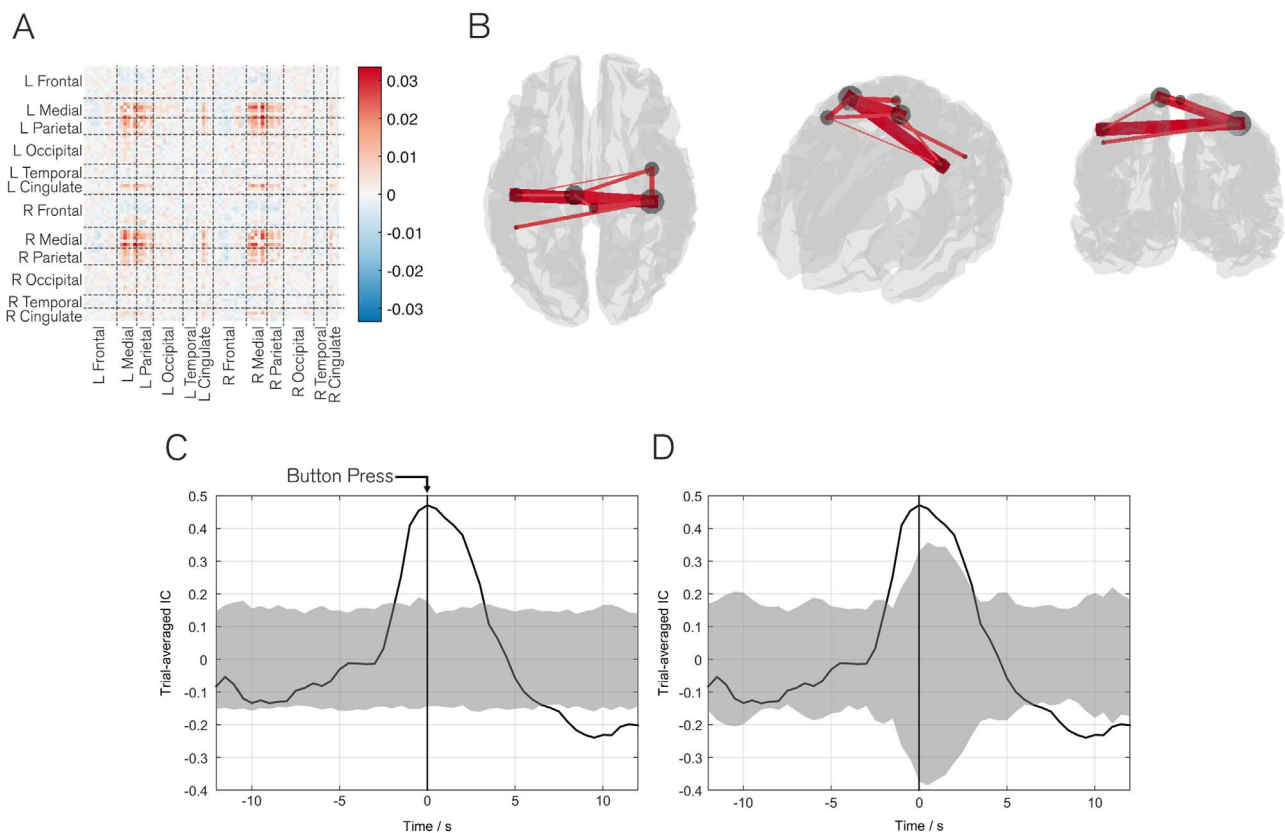 A
B
L Frontal
L Medial
L Parietal
L Occipital
L Temporal
L Cingulate
R Frontal
R Medial
R Parietal
R Occipital
R Temporal
R Cingulate
0.03
0.02
0.01
0
-0.01
-0.02
-0.03
L Frontal
L Medial
L Parietal
L Occipital
L Temporal
L Cingulate
R Frontal
R Medial
R Parietal
R Occipital
R Temporal
R Cingulate
C
D
Button Press
0.5
0.4
0.3
0.2
0.1
0
-0.1
-0.2
-0.3
-0.4
Trial-averaged IC
-10
-5
0
5
10
Time / s
0.5
0.4
0.3
0.2
0.1
0
-0.1
-0.2
-0.3
-0.4
Trial-averaged IC
-10
-5
0
5
10
Time / s